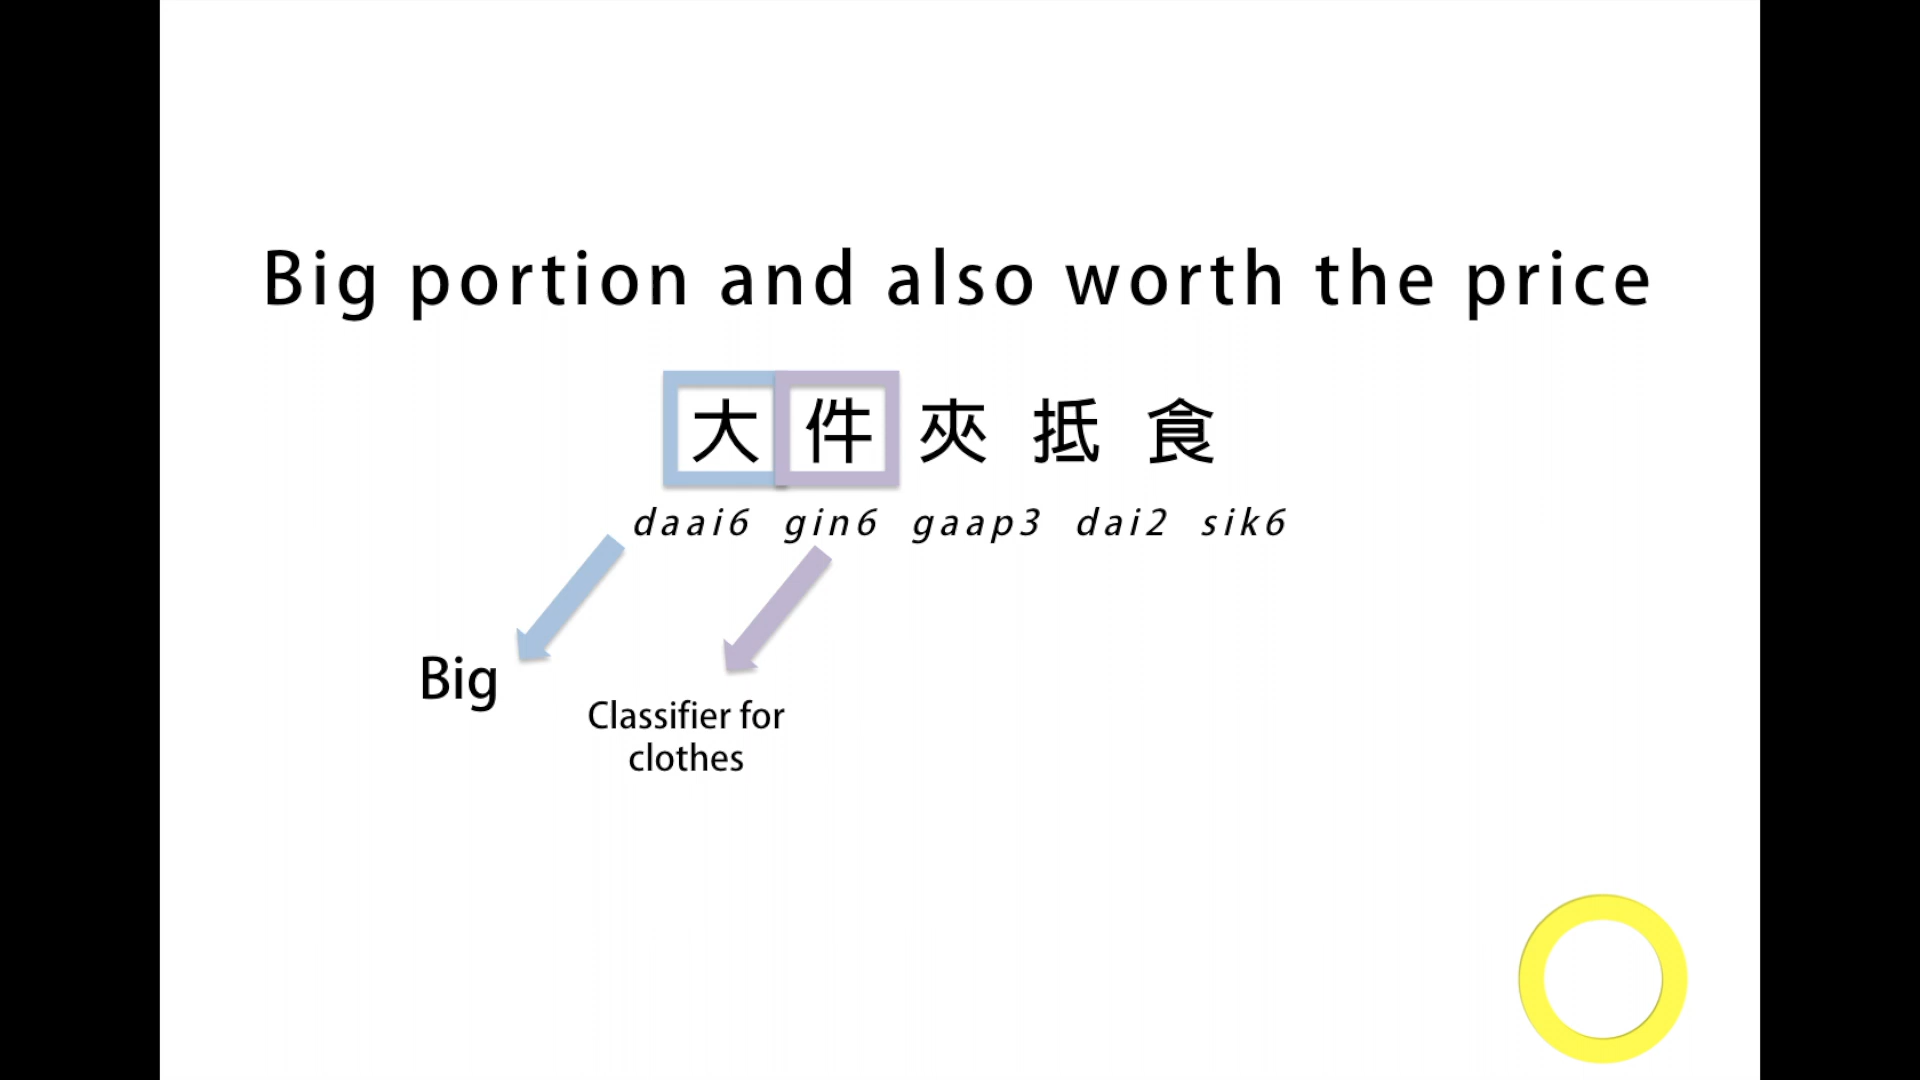 Big portion and also worth the price
大件夾抵食
daai6 gin6 gaap3 dai2 sik6
Big
Classifier for
clothes